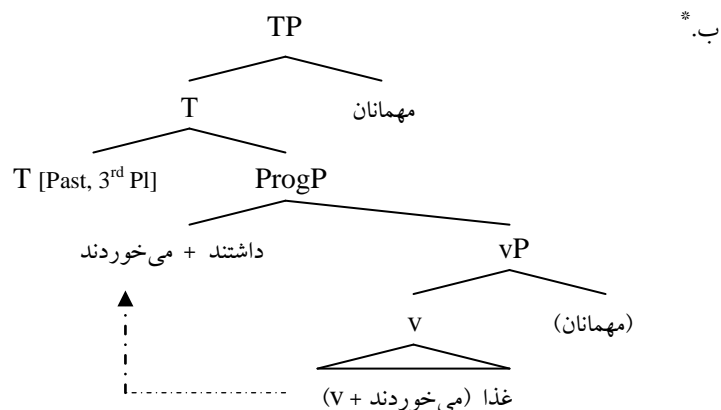 ب.*
TP
T مهمانان
T [Past, 3rd Pl] ProgP
داشتند + می‌خوردند
vP
v (مهمانان)
غذا (می‌خوردند + v)